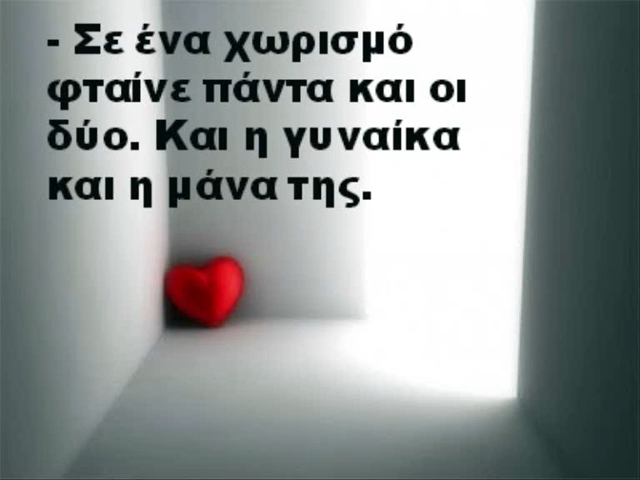 - Σε ένα χωρισμό
φταίνε πάντα και οι
δύο. Και η γυναίκα
και η μάνα της.